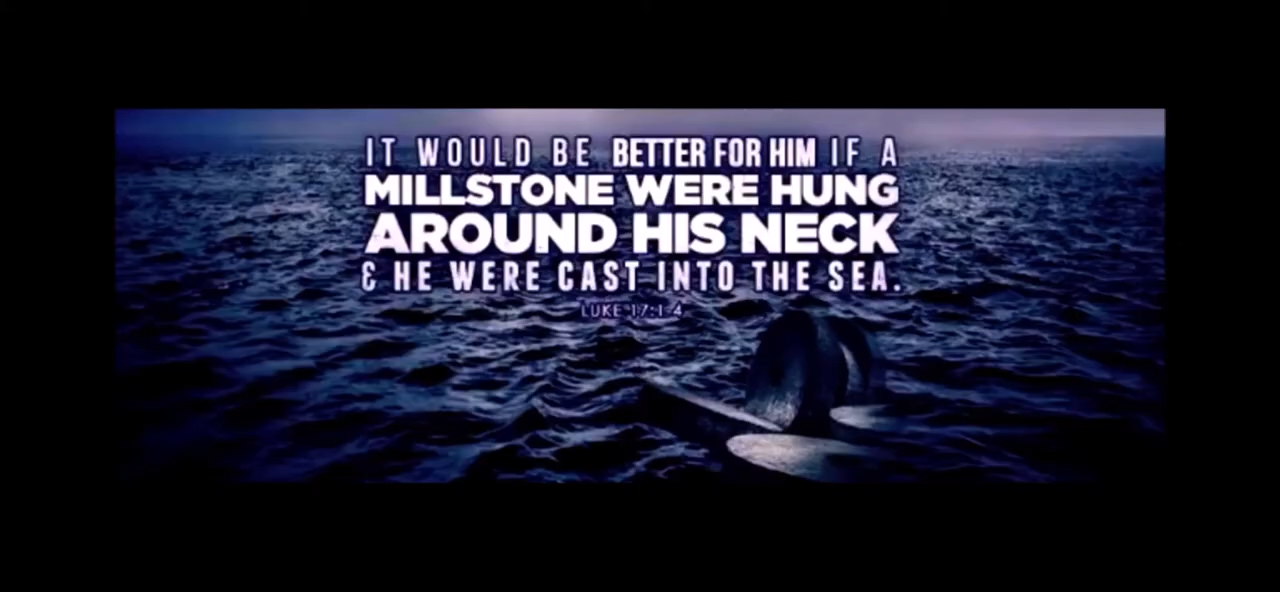 IT WOULD BE BETTER FOR HIM IF A
MILLSTONE WERE HUNG
AROUND HIS NECK
& HE WERE CAST INTO THE SEA.
LUKE 17:1-4